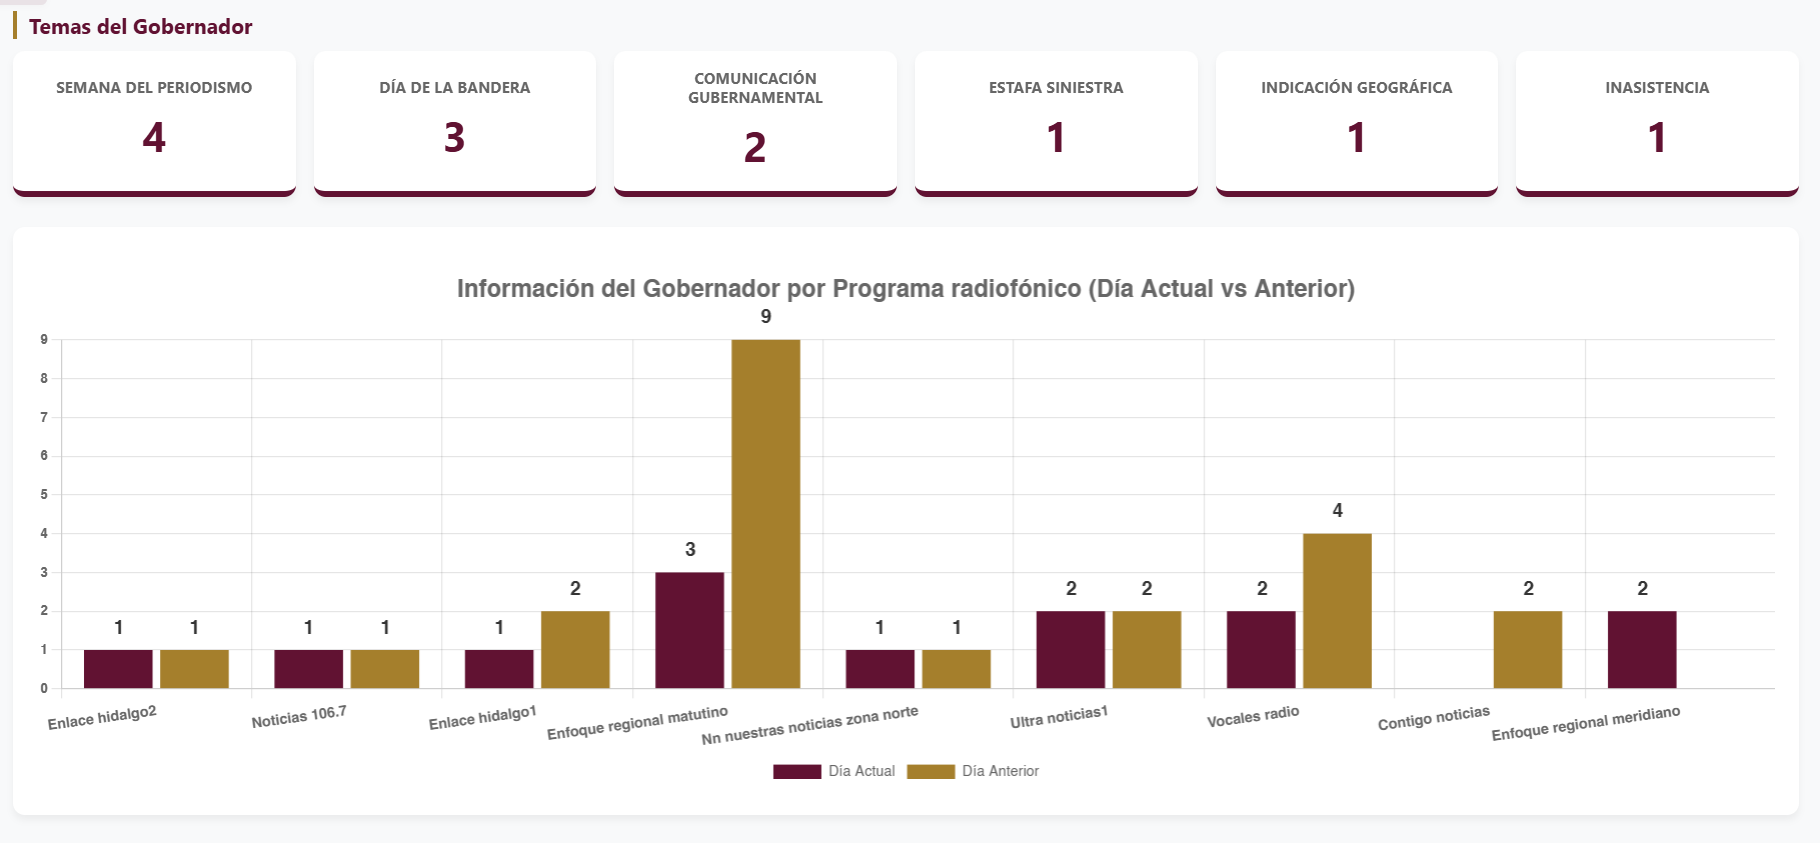 Temas del Gobernador
SEMANA DEL PERIODISMO
4
DÍA DE LA BANDERA
3
COMUNICACIÓN
GUBERNAMENTAL
2
ESTAFA SINIESTRA
1
INDICACIÓN GEOGRÁFICA
1
INASISTENCIA
1
Información del Gobernador por Programa radiofónico (Día Actual vs Anterior)
9
8
7
6
5
4
3
2
1
0
1
1
1
1
1
2
3
9
1
1
2
2
2
4
2
2
Enlace hidalgo2
Noticias 106.7
Enlace hidalgo1
Enfoque regional matutino
Nn nuestras noticias zona norte
Ultra noticias1
Vocales radio
Contigo noticias
Enfoque regional meridiano
Día Actual
Día Anterior